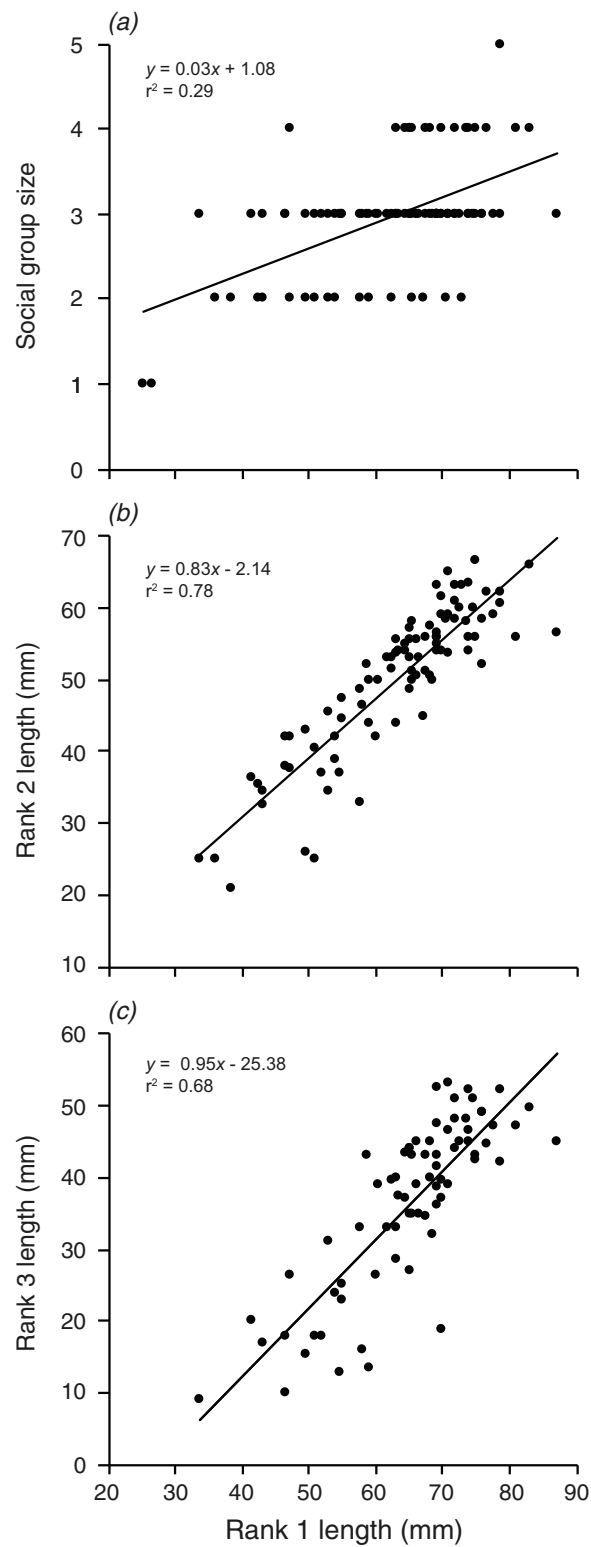 (a)
5
4
3
2
1
0
Social group size
y = 0.03x + 1.08
r² = 0.29
(b)
70
60
50
40
30
20
10
Rank 2 length (mm)
y = 0.83x - 2.14
r² = 0.78
(c)
60
50
40
30
20
10
0
Rank 3 length (mm)
y = 0.95x - 25.38
r² = 0.68
20 30 40 50 60 70 80 90
Rank 1 length (mm)